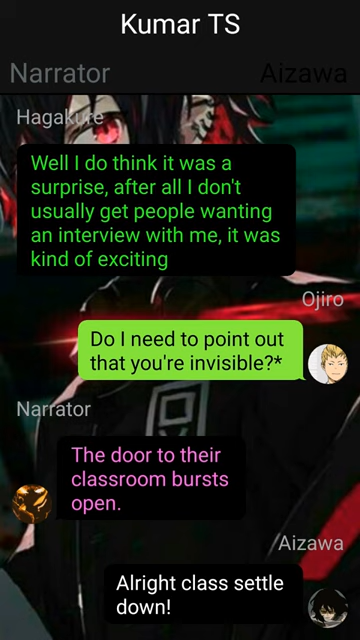 Kumar TS
Narrator
Aizawa
Hagakure
Well I do think it was a
surprise, after all I don't
usually get people wanting
an interview with me, it was
kind of exciting
Ojiro
Do I need to point out
that you're invisible?*
Narrator
The door to their
classroom bursts
open.
Aizawa
Alright class settle
down!